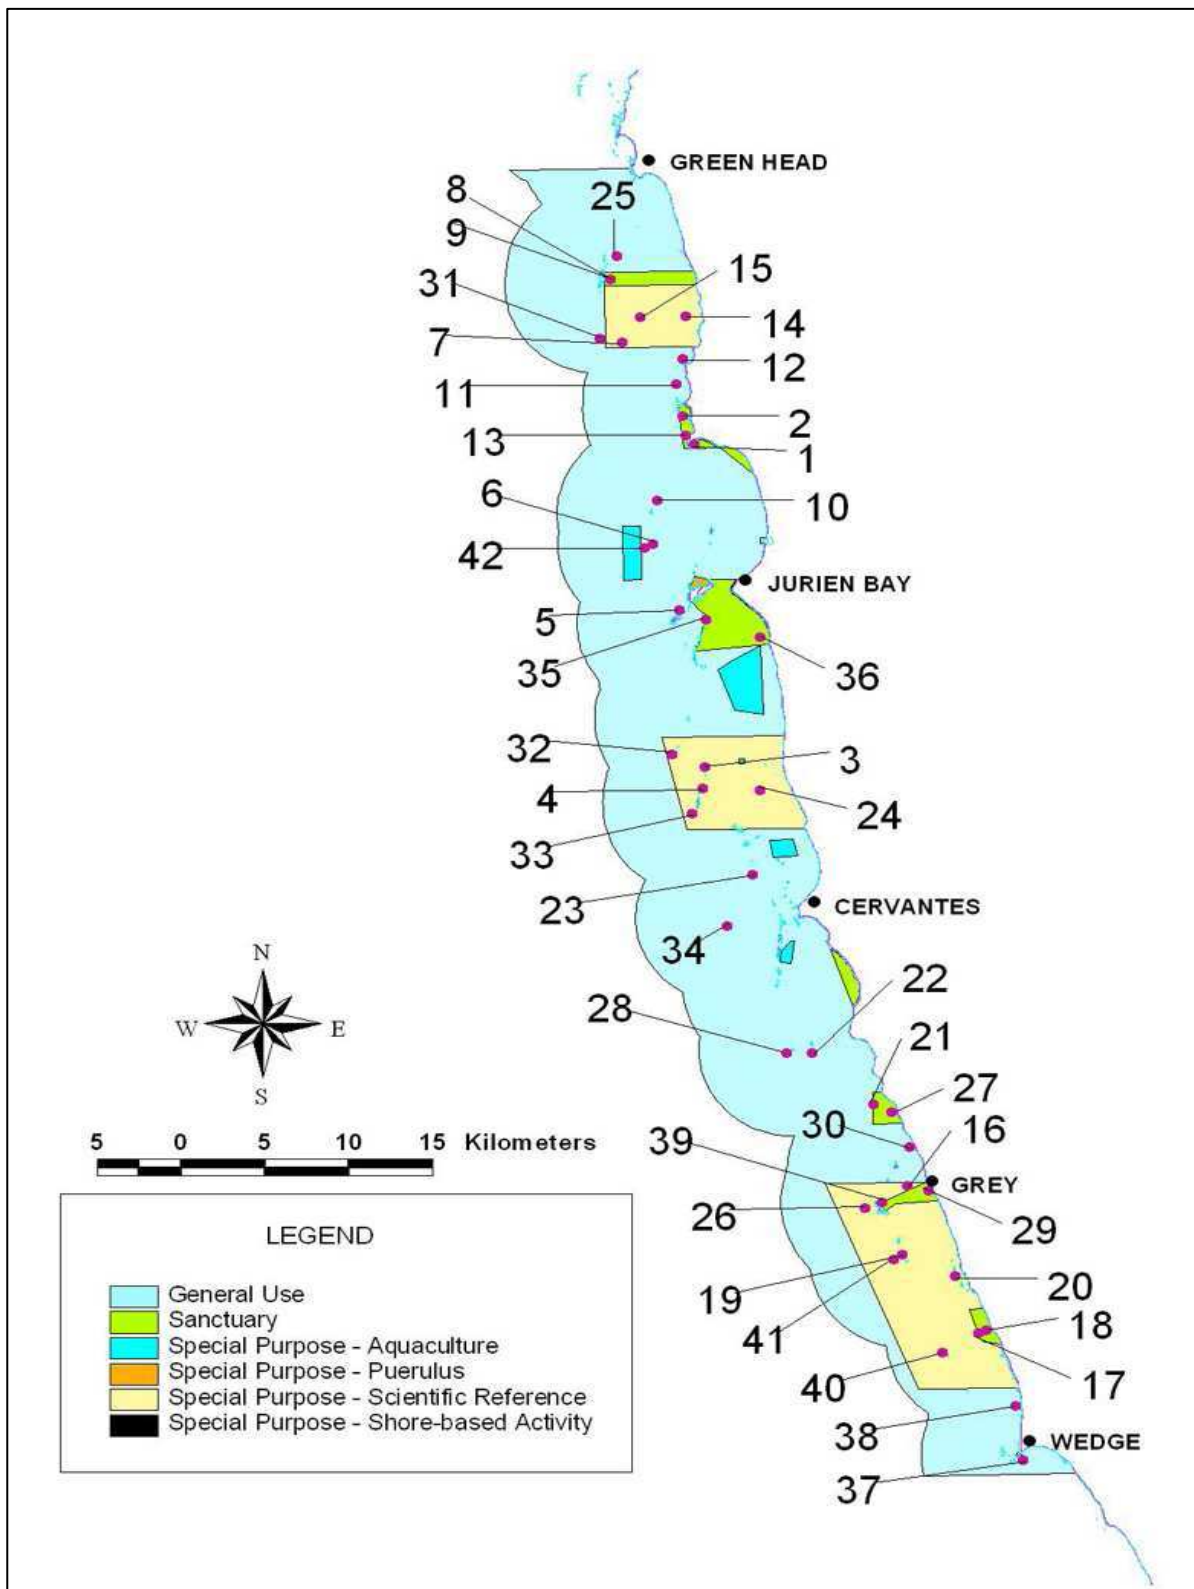 GREEN HEAD
8
25
9
15
31
14
7
12
11
2
13
1
6
10
42
JURIEN BAY
5
35
36
32
3
4
24
33
23
CERVANTES
34
22
28
21
27
30
16
39
GREY
26
29
19
20
41
18
40
17
38
WEDGE
37
N
W
E
S
5 0 5 10 15 Kilometers
LEGEND
General Use
Sanctuary
Special Purpose - Aquaculture
Special Purpose - Puerulus
Special Purpose - Scientific Reference
Special Purpose - Shore-based Activity